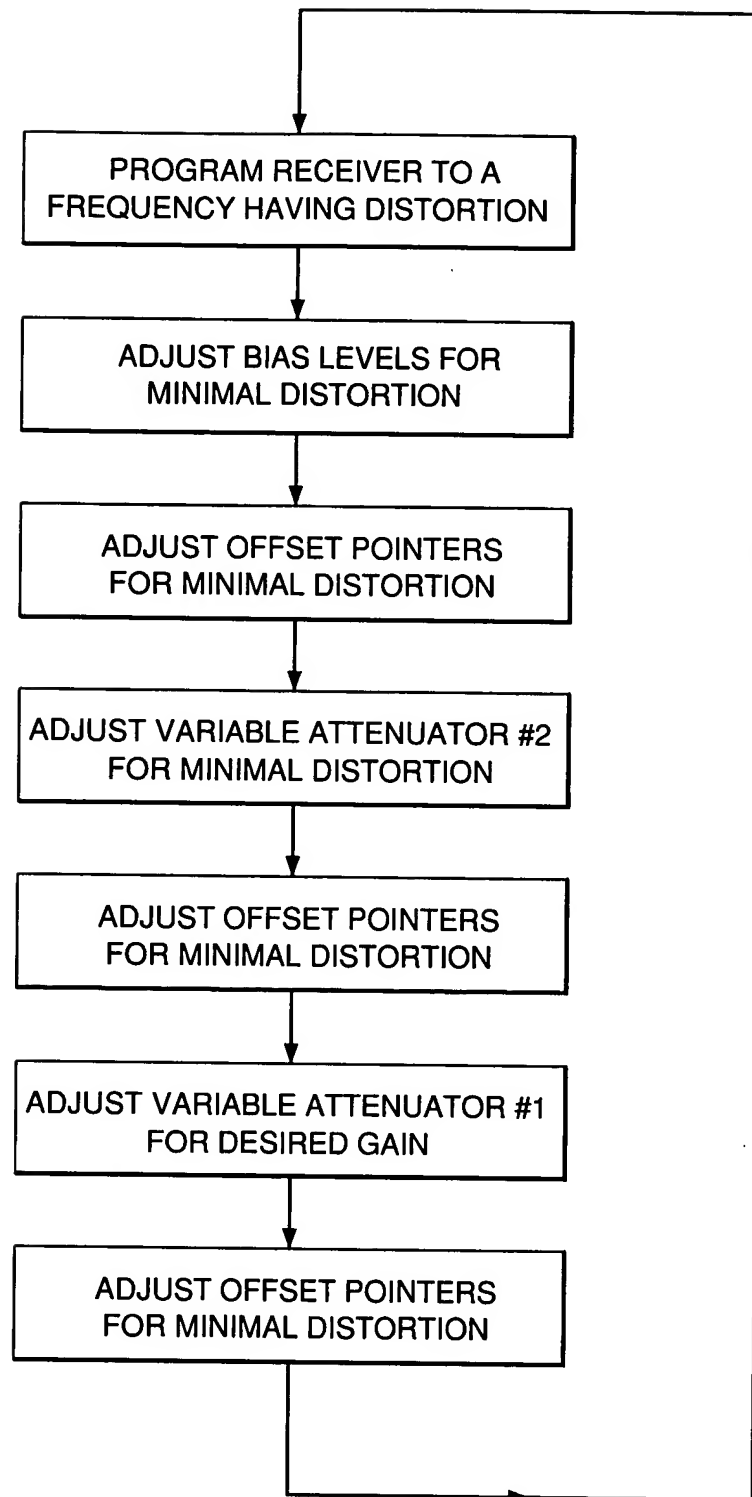 PROGRAM RECEIVER TO A
FREQUENCY HAVING DISTORTION
ADJUST BIAS LEVELS FOR
MINIMAL DISTORTION
ADJUST OFFSET POINTERS
FOR MINIMAL DISTORTION
ADJUST VARIABLE ATTENUATOR #2
FOR MINIMAL DISTORTION
ADJUST OFFSET POINTERS
FOR MINIMAL DISTORTION
ADJUST VARIABLE ATTENUATOR #1
FOR DESIRED GAIN
ADJUST OFFSET POINTERS
FOR MINIMAL DISTORTION